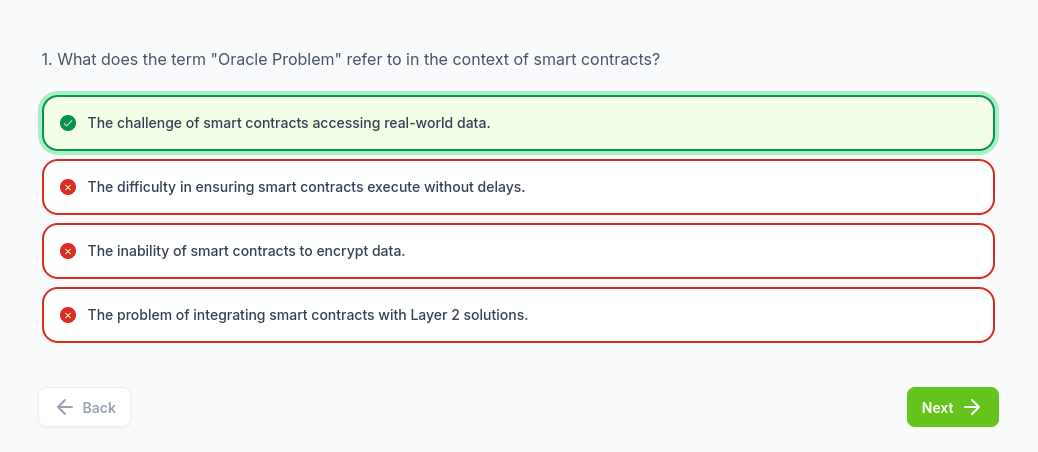 1. What does the term "Oracle Problem" refer to in the context of smart contracts?
The challenge of smart contracts accessing real-world data.
The difficulty in ensuring smart contracts execute without delays.
The inability of smart contracts to encrypt data.
The problem of integrating smart contracts with Layer 2 solutions.
Back
Next